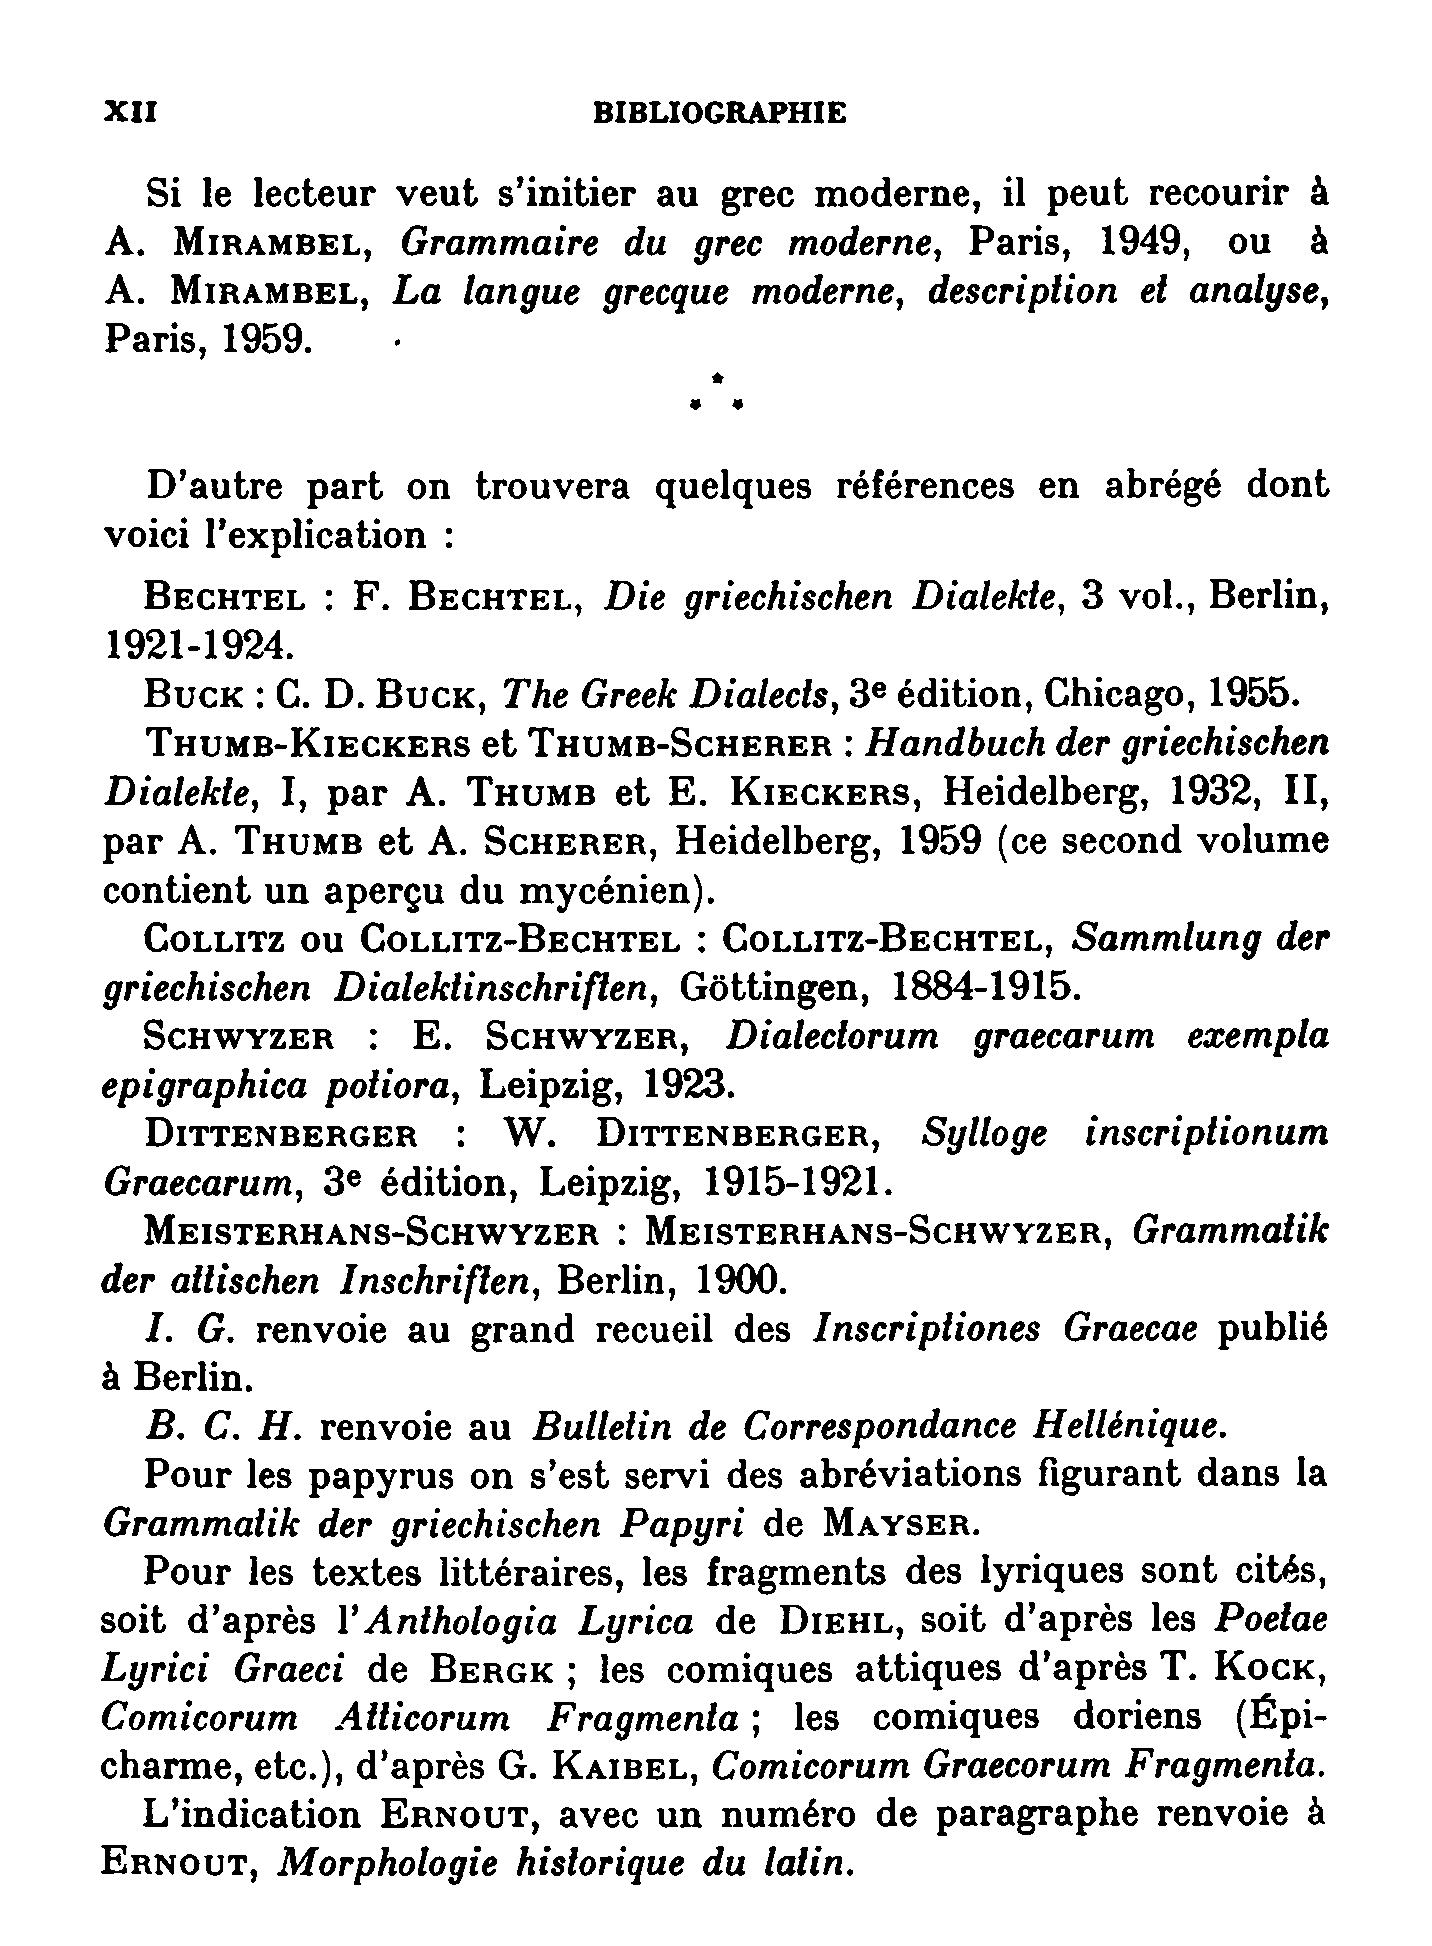 XII BIBLIOGRAPHIE
Si le lecteur veut s'initier au grec moderne, il peut recourir à
A. MIRAMBEL, Grammaire du grec moderne, Paris, 1949, ou à
A. MIRAMBEL, La langue grecque moderne, description et analyse,
Paris, 1959.
*
* *
D'autre part on trouvera quelques références en abrégé dont
voici l'explication :
BECHTEL : F. BECHTEL, Die griechischen Dialekte, 3 vol., Berlin,
1921-1924.
BUCK : C. D. BUCK, The Greek Dialects, 3e édition, Chicago, 1955.
THUMB-KIECKERS et THUMB-SCHERER : Handbuch der griechischen
Dialekte, I, par A. THUMB et E. KIECKERS, Heidelberg, 1932, II,
par A. THUMB et A. SCHERER, Heidelberg, 1959 (ce second volume
contient un aperçu du mycénien).
COLLITZ ou COLLITZ-BECHTEL : COLLITZ-BECHTEL, Sammlung der
griechischen Dialektinschriften, Göttingen, 1884-1915.
SCHWYZER : E. SCHWYZER, Dialectorum graecarum exempla
epigraphica potiora, Leipzig, 1923.
DITTENBERGER : W. DITTENBERGER, Sylloge inscriptionum
Graecarum, 3e édition, Leipzig, 1915-1921.
MEISTERHANS-SCHWYZER : MEISTERHANS-SCHWYZER, Grammatik
der attischen Inschriften, Berlin, 1900.
I. G. renvoie au grand recueil des Inscriptiones Graecae publié
à Berlin.
B. C. H. renvoie au Bulletin de Correspondance Hellénique.
Pour les papyrus on s'est servi des abréviations figurant dans la
Grammatik der griechischen Papyri de MAYSER.
Pour les textes littéraires, les fragments des lyriques sont cités,
soit d'après l'Anthologia Lyrica de DIEHL, soit d'après les Poetae
Lyrici Graeci de BERGK ; les comiques attiques d'après T. KOCK,
Comicorum Atticorum Fragmenta ; les comiques doriens (Épi-
charme, etc.), d'après G. KAIBEL, Comicorum Graecorum Fragmenta.
L'indication ERNOUT, avec un numéro de paragraphe renvoie à
ERNOUT, Morphologie historique du latin.